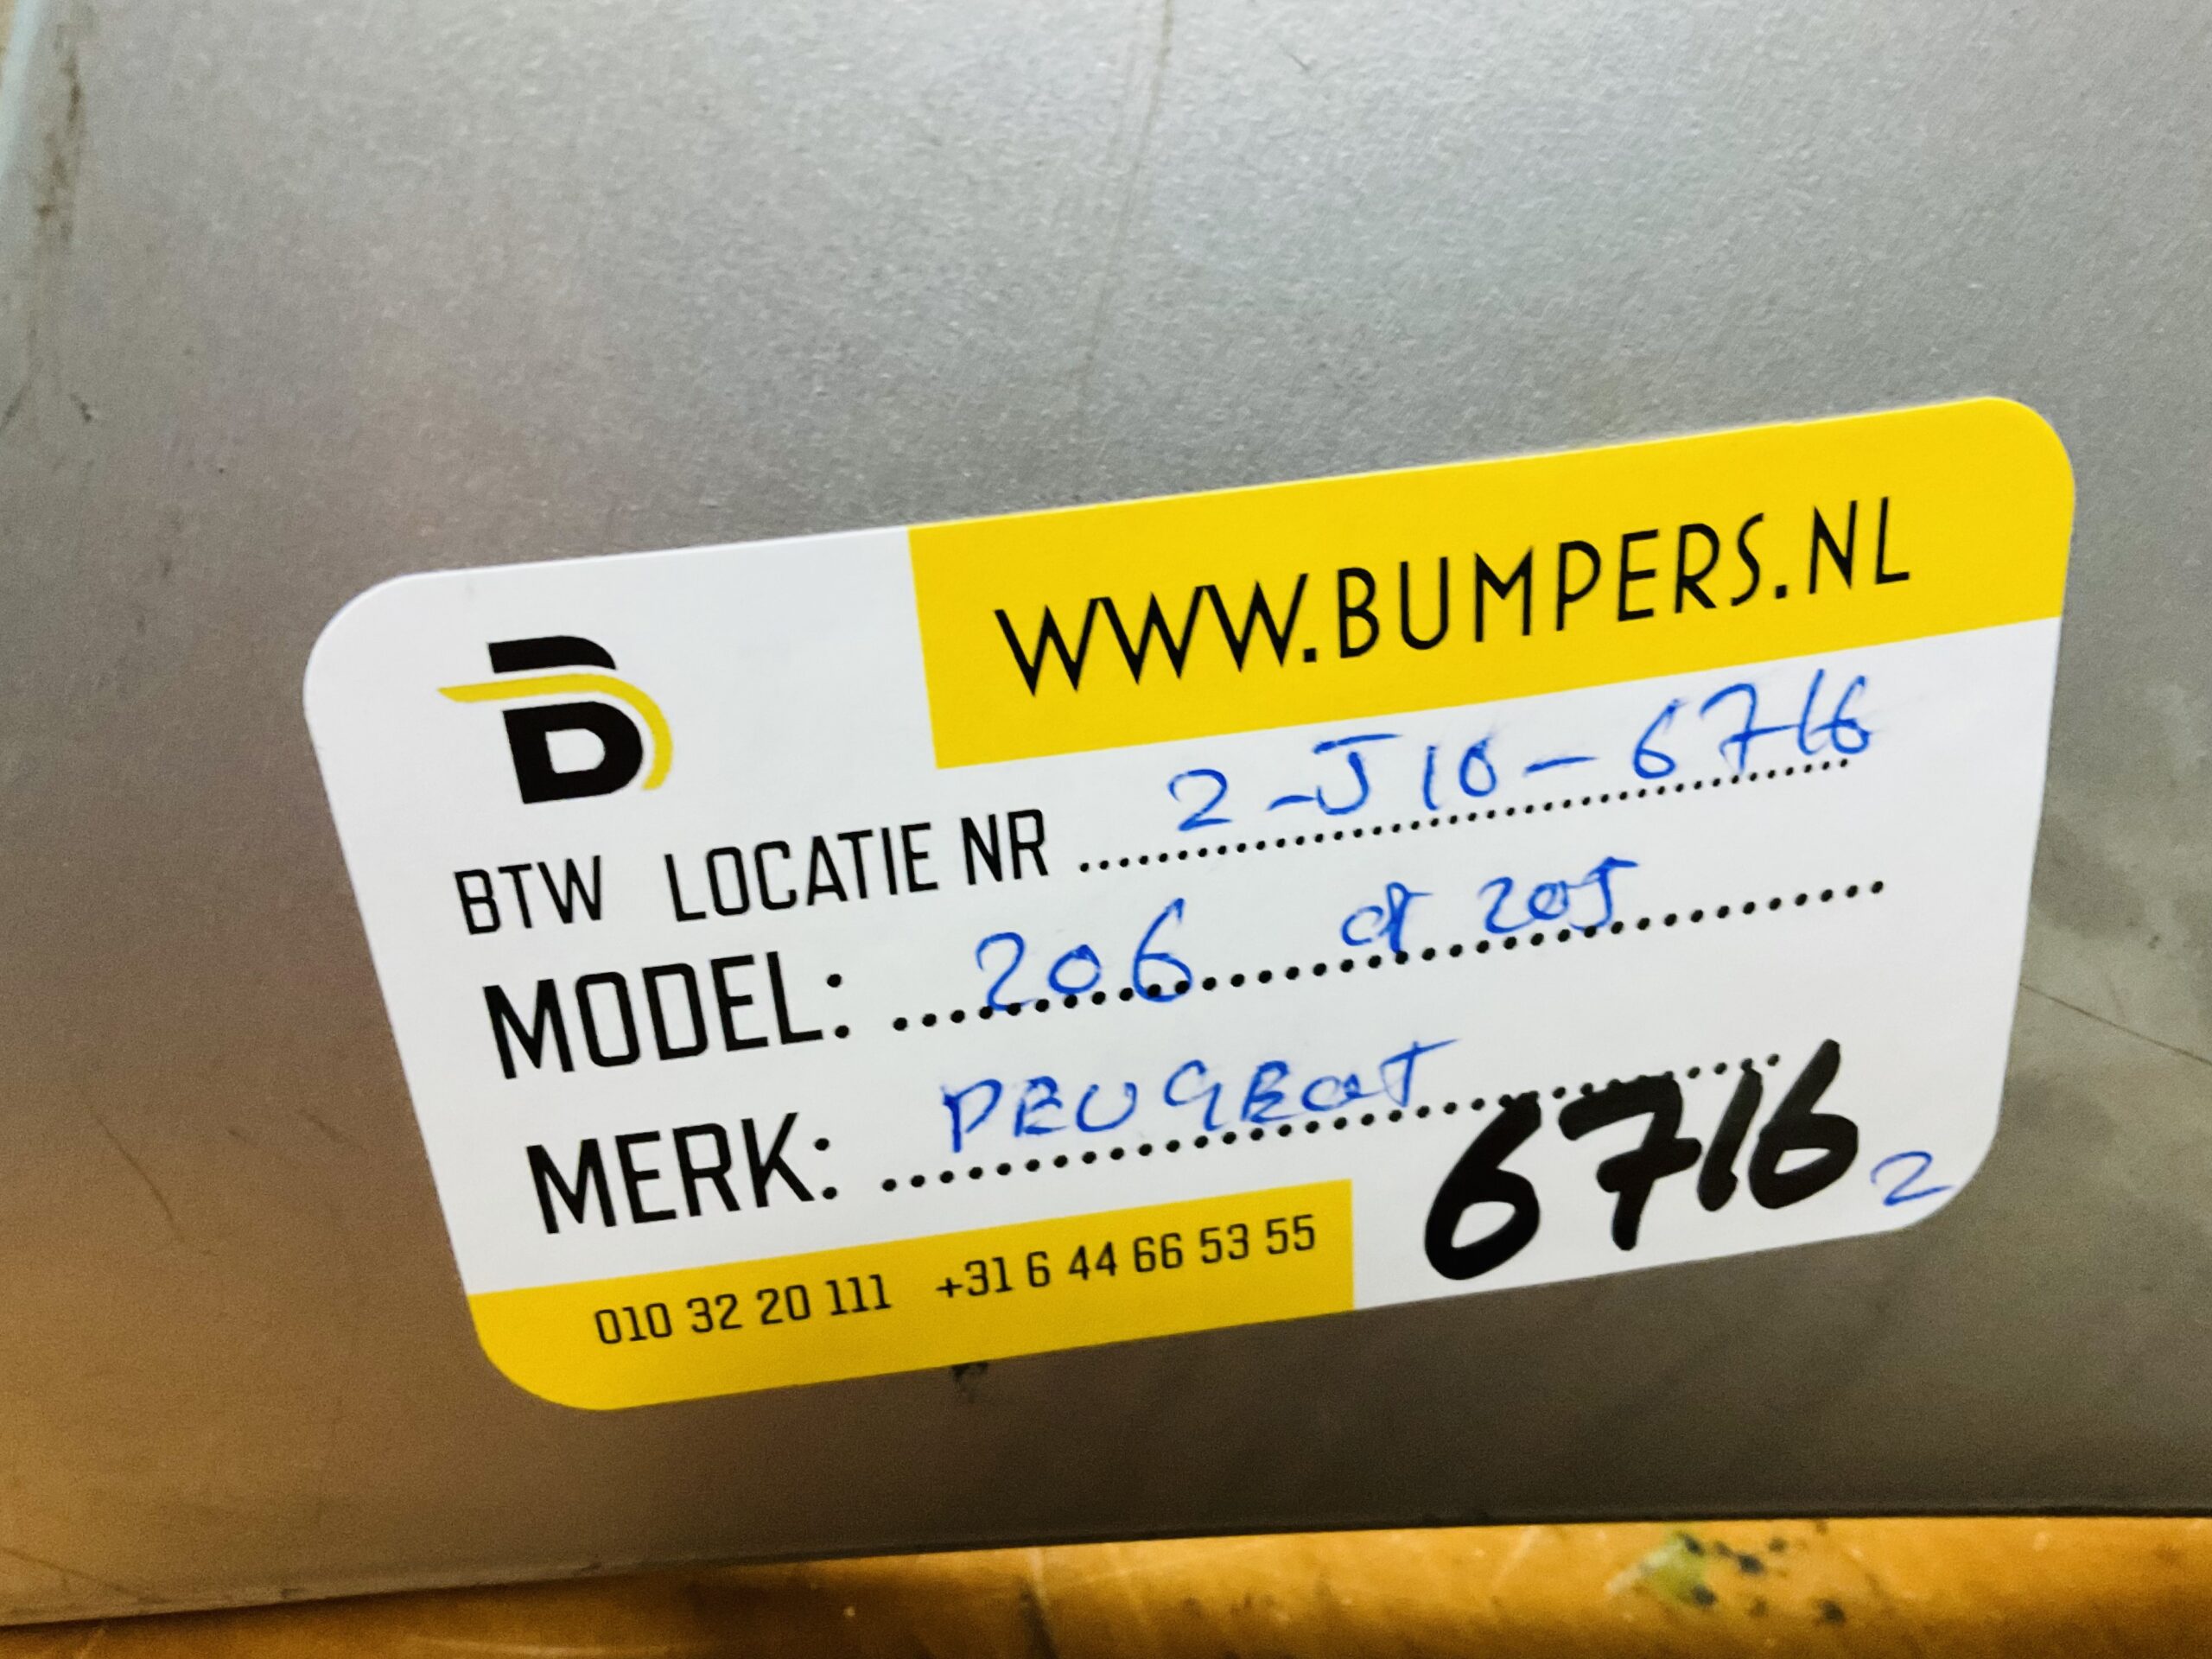 WWW.BUMPERS.NL
B
BTW LOCATIE NR 2-J10-6716
MODEL: 206 of 205
MERK: PEUGEOT
6716 2
010 32 20 111 +31 6 44 66 53 55